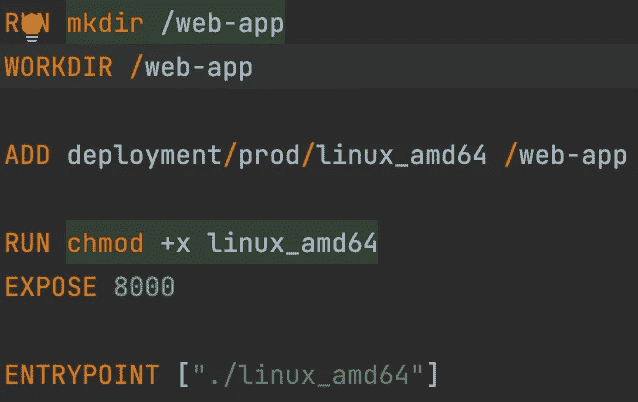 RUN mkdir /web-app
WORKDIR /web-app
ADD deployment/prod/linux_amd64 /web-app
RUN chmod +x linux_amd64
EXPOSE 8000
ENTRYPOINT ["./linux_amd64"]